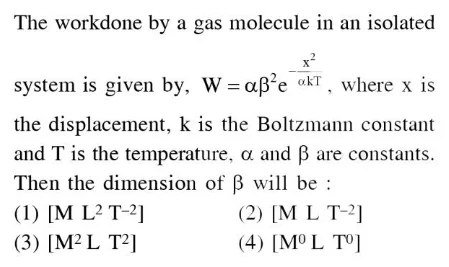 The workdone by a gas molecule in an isolated
system is given by, W = αβ²e^{-x²/αkT}, where x is
the displacement, k is the Boltzmann constant
and T is the temperature, α and β are constants.
Then the dimension of β will be :
(1) [M L² T⁻²] (2) [M L T⁻²]
(3) [M² L T²] (4) [M⁰ L T⁰]